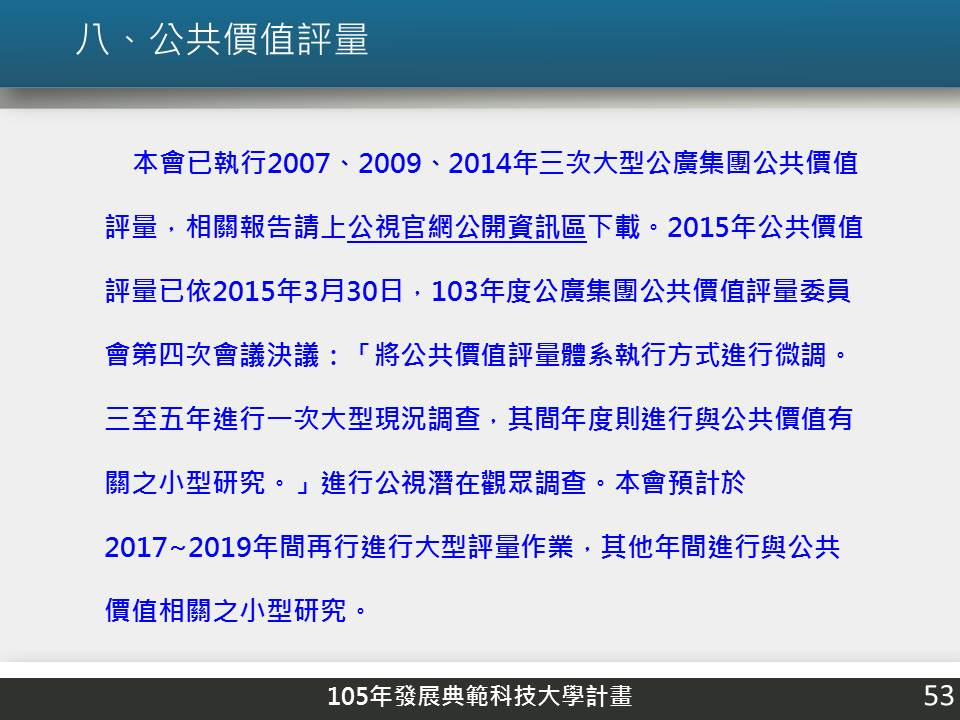 八、公共價值評量
本會已執行2007、2009、2014年三次大型公廣集團公共價值
評量，相關報告請上公視官網公開資訊區下載。2015年公共價值
評量已依2015年3月30日，103年度公廣集團公共價值評量委員
會第四次會議決議：「將公共價值評量體系執行方式進行微調。
三至五年進行一次大型現況調查，其間年度則進行與公共價值有
關之小型研究。」進行公視潛在觀眾調查。本會預計於
2017~2019年間再行進行大型評量作業，其他年間進行與公共
價值相關之小型研究。
105年發展典範科技大學計畫
53